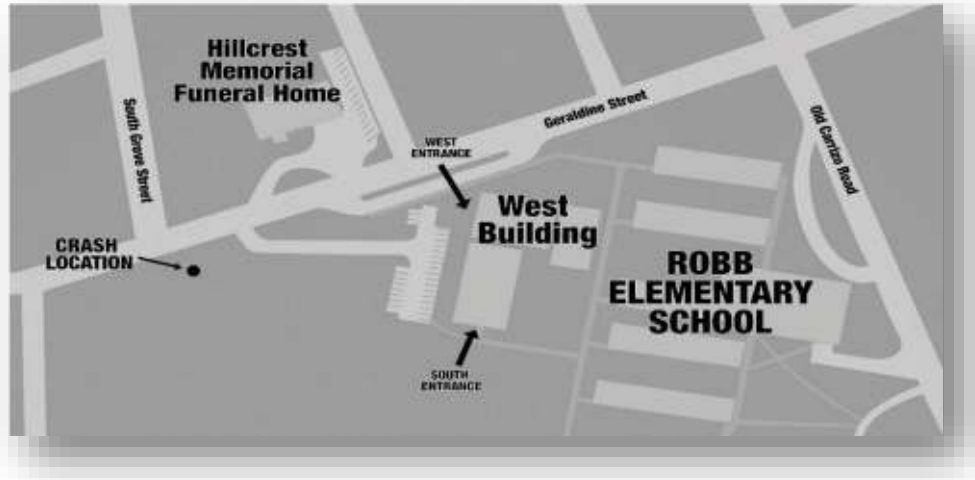 Hillcrest
Memorial
Funeral Home
South Grove Street
Geraldine Street
Old Carrizo Road
WEST
ENTRANCE
West
Building
CRASH
LOCATION
ROBB
ELEMENTARY
SCHOOL
SOUTH
ENTRANCE